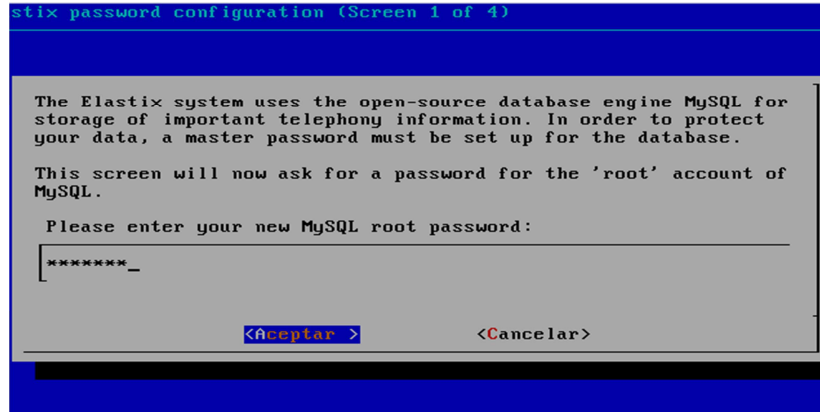 stix password configuration (Screen 1 of 4)
The Elastix system uses the open-source database engine MySQL for
storage of important telephony information. In order to protect
your data, a master password must be set up for the database.
This screen will now ask for a password for the 'root' account of
MySQL.
Please enter your new MySQL root password:
*******_
<Aceptar > <Cancelar>